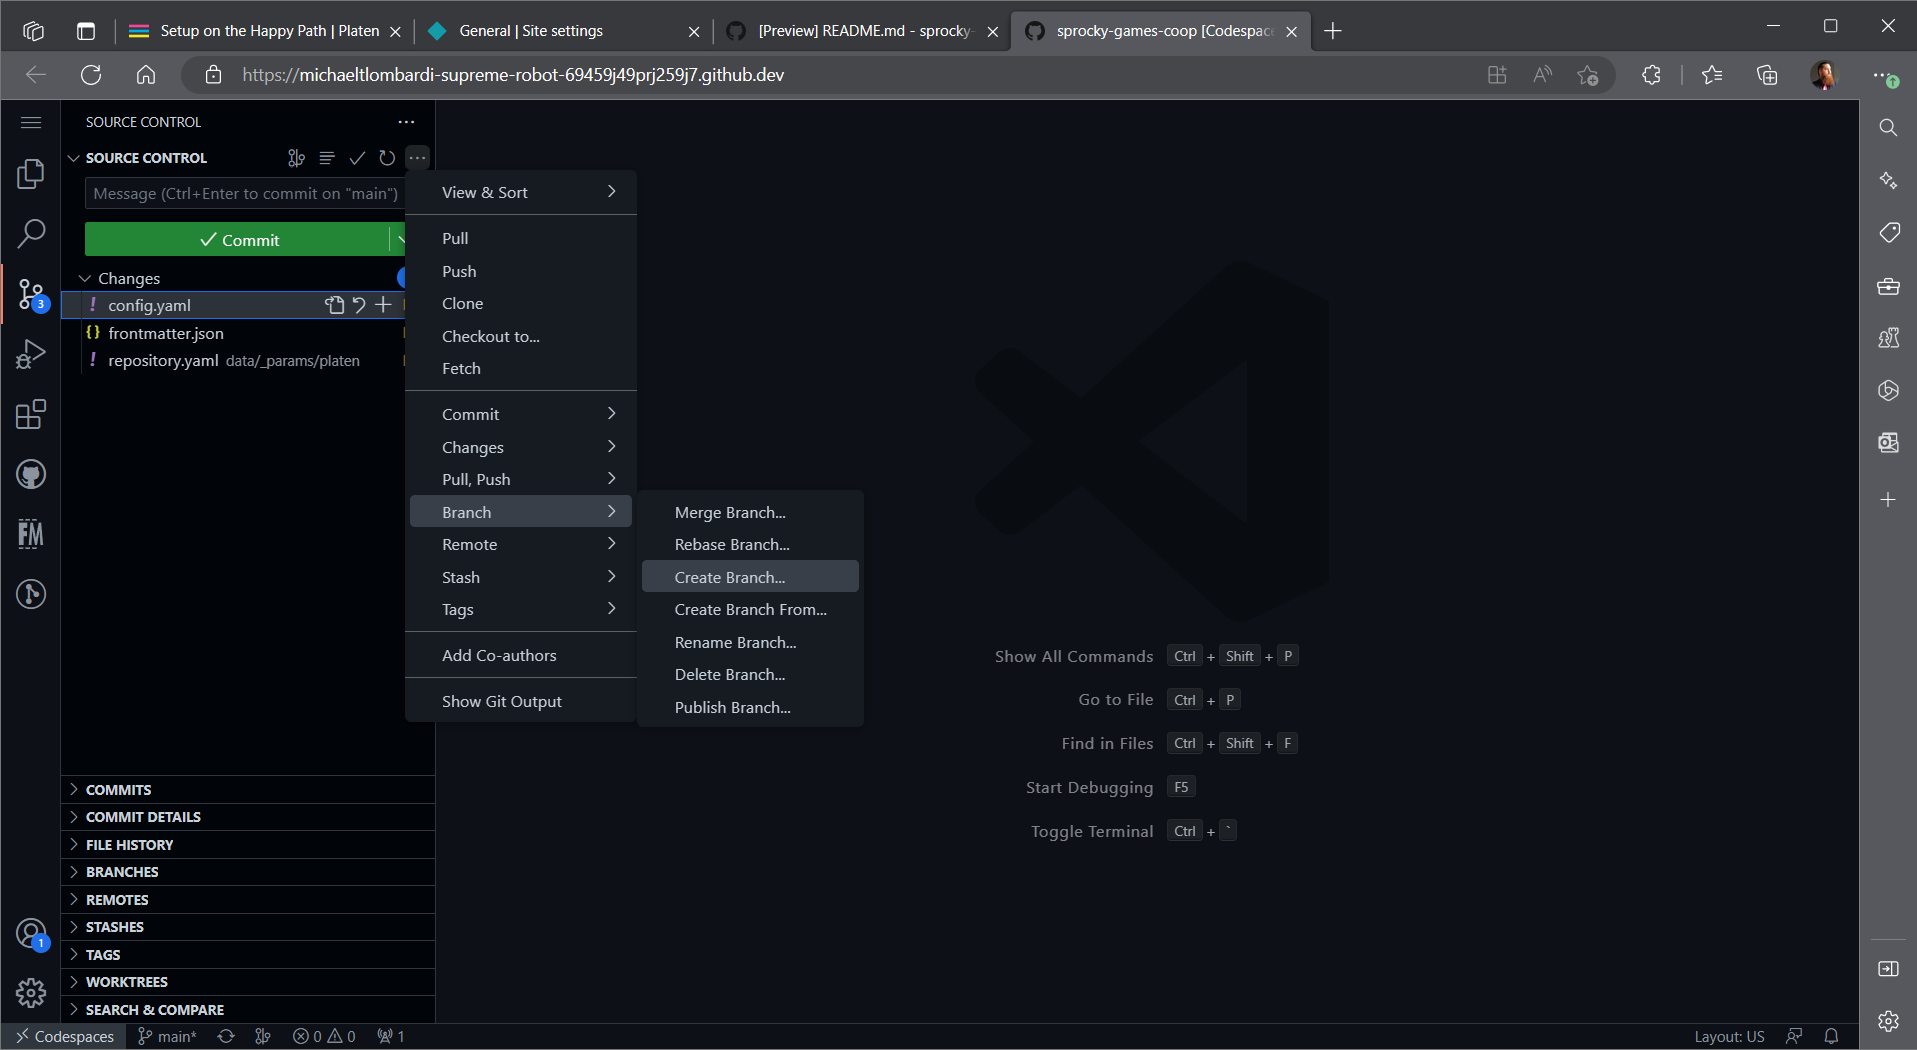 Setup on the Happy Path | Platen
General | Site settings
[Preview] README.md - sprocky-
sprocky-games-coop [Codespac
https://michaeltlombardi-supreme-robot-69459j49prj259j7.github.dev
SOURCE CONTROL
SOURCE CONTROL
Message (Ctrl+Enter to commit on "main")
Commit
Changes
config.yaml
frontmatter.json
repository.yaml data/_params/platen
3
FM
1
View & Sort
Pull
Push
Clone
Checkout to...
Fetch
Commit
Changes
Pull, Push
Branch
Remote
Stash
Tags
Add Co-authors
Show Git Output
Merge Branch...
Rebase Branch...
Create Branch...
Create Branch From...
Rename Branch...
Delete Branch...
Publish Branch...
Show All Commands Ctrl + Shift + P
Go to File Ctrl + P
Find in Files Ctrl + Shift + F
Start Debugging F5
Toggle Terminal Ctrl + `
COMMITS
COMMIT DETAILS
FILE HISTORY
BRANCHES
REMOTES
STASHES
TAGS
WORKTREES
SEARCH & COMPARE
Codespaces main* 0 0 1 Layout: US